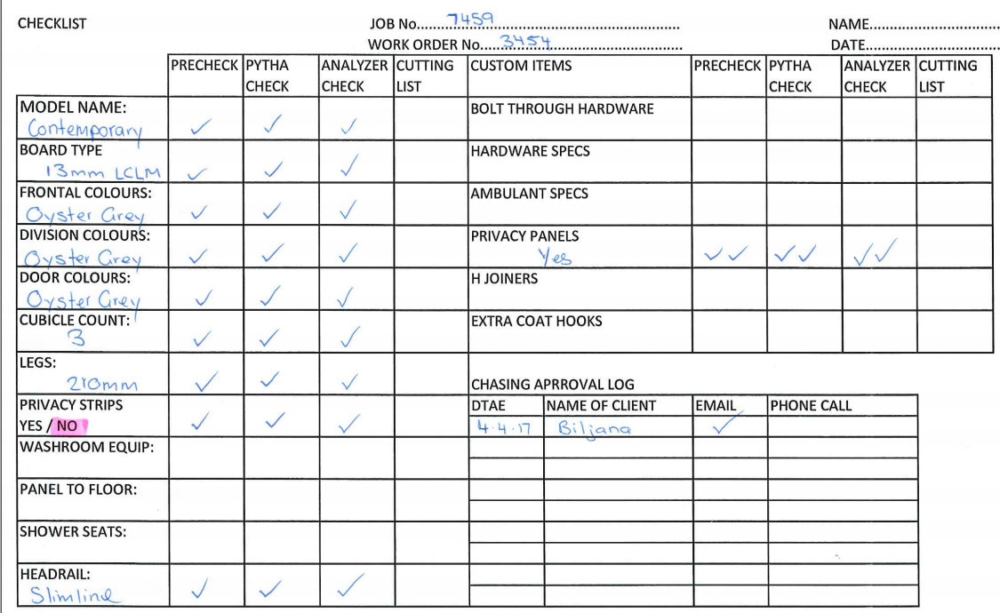 CHECKLIST
JOB No....7459....
NAME....
WORK ORDER No....3454....
DATE....
PRECHECK PYTHA CHECK ANALYZER CHECK CUTTING LIST
CUSTOM ITEMS PRECHECK PYTHA CHECK ANALYZER CHECK CUTTING LIST
MODEL NAME:
Contemporary ✓ ✓ ✓
BOARD TYPE
13mm LCLM ✓ ✓ ✓
FRONTAL COLOURS:
Oyster Grey ✓ ✓ ✓
DIVISION COLOURS:
Oyster Grey ✓ ✓ ✓
DOOR COLOURS:
Oyster Grey ✓ ✓ ✓
CUBICLE COUNT:
3 ✓ ✓ ✓
LEGS:
210mm ✓ ✓ ✓
PRIVACY STRIPS
YES / NO ✓ ✓ ✓
WASHROOM EQUIP:
PANEL TO FLOOR:
SHOWER SEATS:
HEADRAIL:
Slimline ✓ ✓ ✓
BOLT THROUGH HARDWARE
HARDWARE SPECS
AMBULANT SPECS
PRIVACY PANELS
Yes ✓✓ ✓✓ ✓✓
H JOINERS
EXTRA COAT HOOKS
CHASING APRROVAL LOG
DTAE NAME OF CLIENT EMAIL PHONE CALL
4.4.17 Biljana ✓